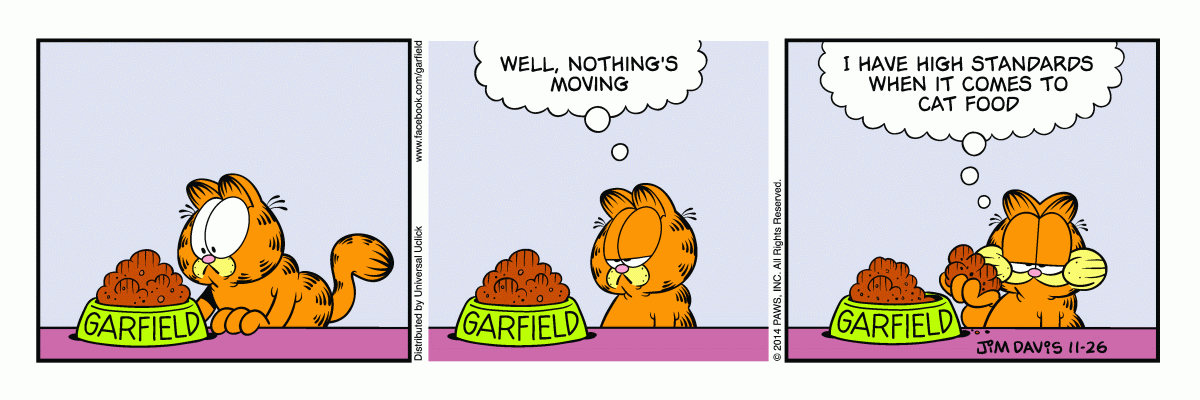 GARFIELD
www.facebook.com/garfield
Distributed by Universal Uclick
WELL, NOTHING'S
MOVING
GARFIELD
© 2014 PAWS, INC. All Rights Reserved.
I HAVE HIGH STANDARDS
WHEN IT COMES TO
CAT FOOD
GARFIELD
JIM DAVIS 11-26